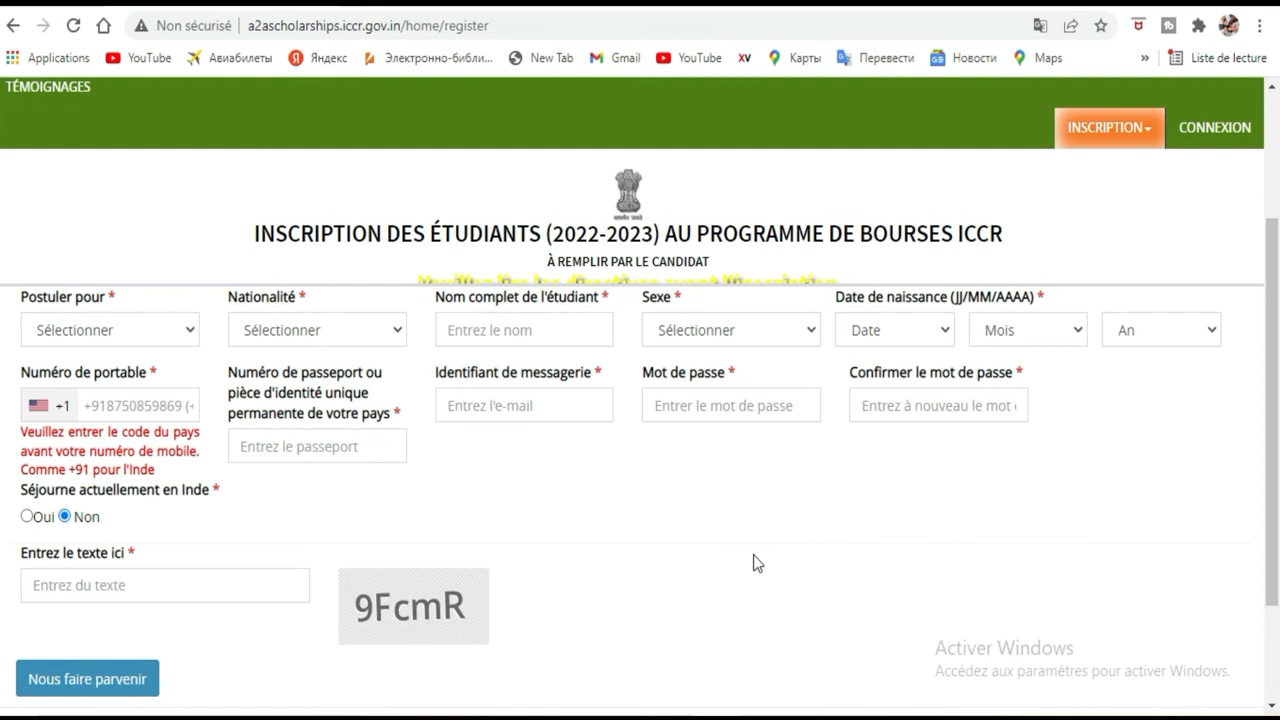 Non sécurisé | a2ascholarships.iccr.gov.in/home/register
Applications YouTube Авиабилеты Яндекс Электронно-библи... New Tab Gmail YouTube XV Карты Перевести Новости Maps » Liste de lecture
TÉMOIGNAGES
INSCRIPTION CONNEXION
INSCRIPTION DES ÉTUDIANTS (2022-2023) AU PROGRAMME DE BOURSES ICCR
À REMPLIR PAR LE CANDIDAT
Postuler pour * Nationalité * Nom complet de l'étudiant * Sexe * Date de naissance (JJ/MM/AAAA) *
Sélectionner Sélectionner Entrez le nom Sélectionner Date Mois An
Numéro de portable * Numéro de passeport ou pièce d'identité unique permanente de votre pays * Identifiant de messagerie * Mot de passe * Confirmer le mot de passe *
+1 +918750859869 (+ Entrez le passeport Entrez l'e-mail Entrer le mot de passe Entrez à nouveau le mot
Veuillez entrer le code du pays
avant votre numéro de mobile.
Comme +91 pour l'Inde
Séjourne actuellement en Inde *
Oui Non
Entrez le texte ici *
Entrez du texte
9FcmR
Nous faire parvenir
Activer Windows
Accédez aux paramètres pour activer Windows.